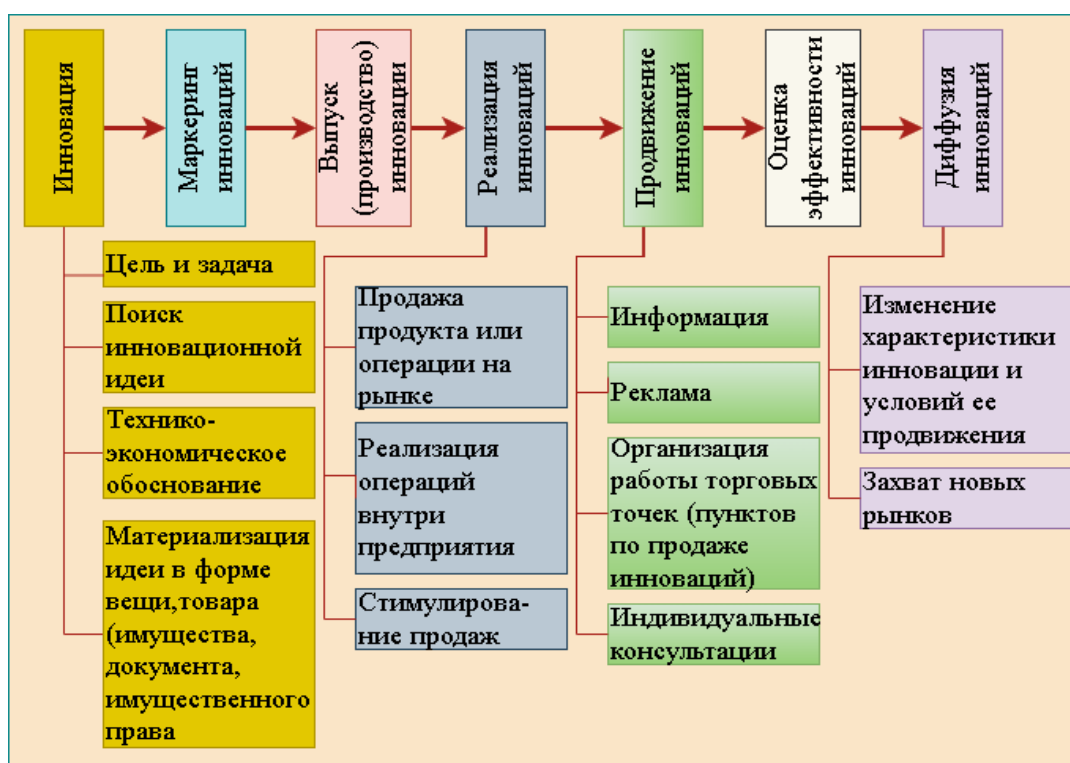 Инновация
Маркеринг
инноваций
Выпуск
(производство)
инновации
Реализация
инноваций
Продвижение
инноваций
Оценка
эффективности
инноваций
Диффузия
инноваций
Цель и задача
Поиск
инновационной
идеи
Технико-
экономическое
обоснование
Материализация
идеи в форме
вещи,товара
(имущества,
документа,
имущественного
права
Продажа
продукта или
операции на
рынке
Реализация
операций
внутри
предприятия
Стимулирова-
ние продаж
Информация
Реклама
Организация
работы торговых
точек (пунктов
по продаже
инноваций)
Индивидуальные
консультации
Изменение
характеристики
инновации и
условий ее
продвижения
Захват новых
рынков